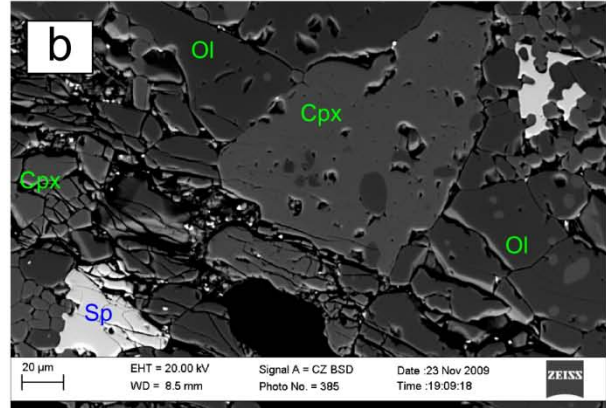 b
Ol
Cpx
Cpx
Ol
Sp
20 µm
EHT = 20.00 kV
Signal A = CZ BSD
Date :23 Nov 2009
WD = 8.5 mm
Photo No. = 385
Time :19:09:18
ZEISS